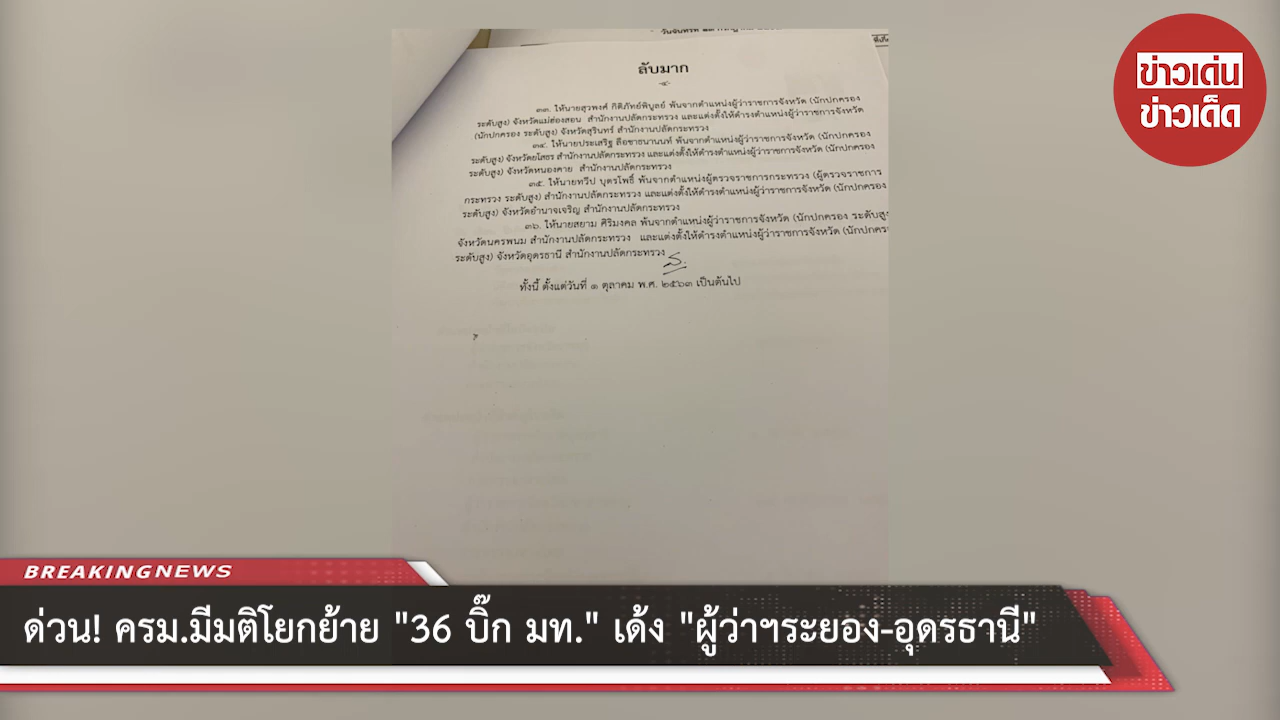 ข่าวเด่น
ข่าวเด็ด
ลับมาก
๓๓. ให้นายสุวพงศ์ กิติภัทย์พิบูลย์ พ้นจากตำแหน่งผู้ว่าราชการจังหวัด (นักปกครอง
ระดับสูง) จังหวัดแม่ฮ่องสอน สำนักงานปลัดกระทรวง และแต่งตั้งให้ดำรงตำแหน่งผู้ว่าราชการจังหวัด
(นักปกครอง ระดับสูง) จังหวัดสุรินทร์ สำนักงานปลัดกระทรวง
๓๔. ให้นายประเสริฐ ลือชาธนานนท์ พ้นจากตำแหน่งผู้ว่าราชการจังหวัด (นักปกครอง
ระดับสูง) จังหวัดยโสธร สำนักงานปลัดกระทรวง และแต่งตั้งให้ดำรงตำแหน่งผู้ว่าราชการจังหวัด (นักปกครอง
ระดับสูง) จังหวัดหนองคาย สำนักงานปลัดกระทรวง
๓๕. ให้นายทวีป บุตรโพธิ์ พ้นจากตำแหน่งผู้ตรวจราชการกระทรวง (ผู้ตรวจราชการ
กระทรวง ระดับสูง) สำนักงานปลัดกระทรวง และแต่งตั้งให้ดำรงตำแหน่งผู้ว่าราชการจังหวัด (นักปกครอง
ระดับสูง) จังหวัดอำนาจเจริญ สำนักงานปลัดกระทรวง
๓๖. ให้นายสยาม ศิริมงคล พ้นจากตำแหน่งผู้ว่าราชการจังหวัด (นักปกครอง ระดับสูง
จังหวัดนครพนม สำนักงานปลัดกระทรวง และแต่งตั้งให้ดำรงตำแหน่งผู้ว่าราชการจังหวัด (นักปกคร
ระดับสูง) จังหวัดอุดรธานี สำนักงานปลัดกระทรวง
ทั้งนี้ ตั้งแต่วันที่ ๑ ตุลาคม พ.ศ. ๒๕๖๓ เป็นต้นไป
BREAKINGNEWS
ด่วน! ครม.มีมติโยกย้าย "36 บิ๊ก มท." เด้ง "ผู้ว่าฯระยอง-อุดรธานี"